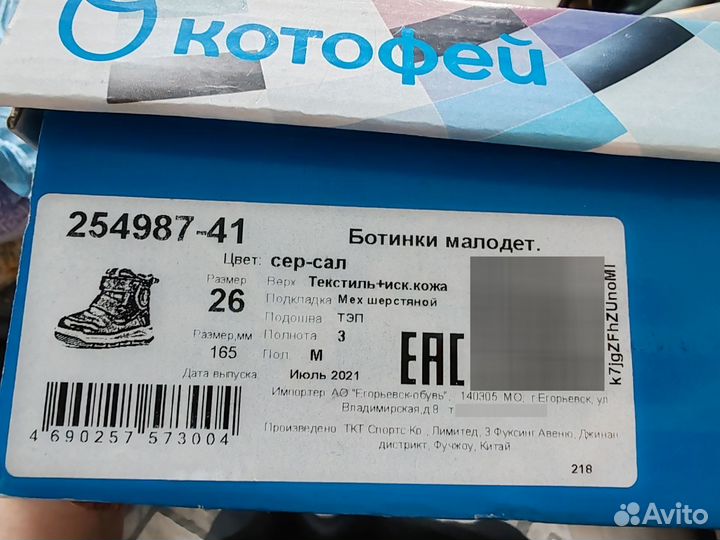 котофей
254987-41 Ботинки малодет.
Цвет: сер-сал
Размер 26
Верх Текстиль+иск.кожа
Подкладка Мех шерстяной
Подошва ТЭП
Размер,мм 165
Полнота 3
Пол М
Дата выпуска Июль 2021
EAC
k7jgZFhZUnoMl
Импортер АО "Егорьевск-обувь", 140305 МО, г.Егорьевск, ул
Владимирская,д.8 т
4 690257 573004
Произведено ТКТ Спортс Ко., Лимитед, 3 Фуксинг Авеню, Джинан
дистрикт, Фучжоу, Китай
218
Avito